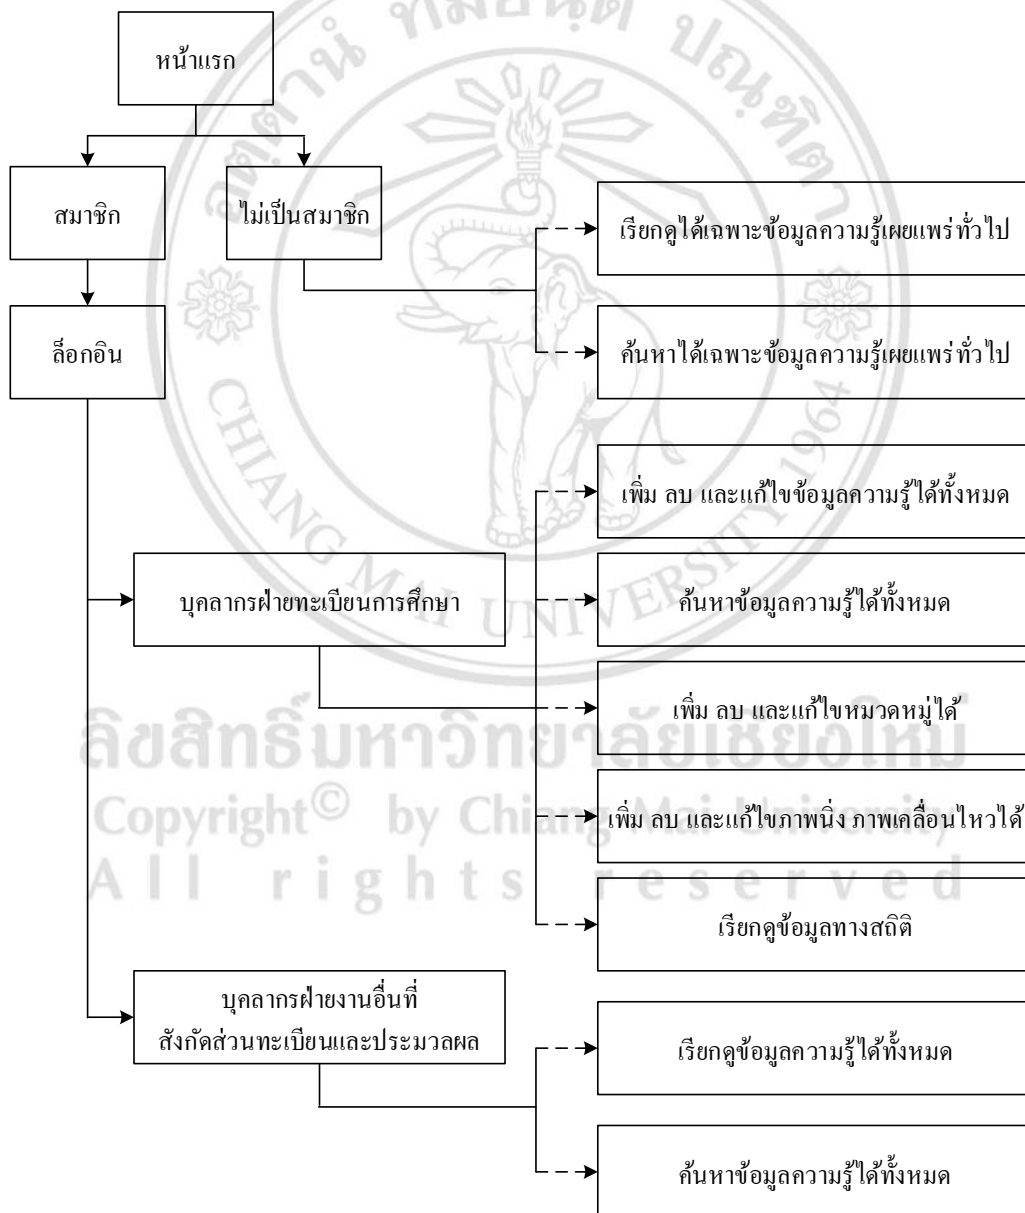 หน้าแรก
สมาชิก
ไม่เป็นสมาชิก
เรียกดูได้เฉพาะข้อมูลความรู้เผยแพร่ทั่วไป
ล็อกอิน
ค้นหาได้เฉพาะข้อมูลความรู้เผยแพร่ทั่วไป
เพิ่ม ลบ และแก้ไขข้อมูลความรู้ได้ทั้งหมด
บุคลากรฝ่ายทะเบียนการศึกษา
ค้นหาข้อมูลความรู้ได้ทั้งหมด
เพิ่ม ลบ และแก้ไขหมวดหมู่ได้
เพิ่ม ลบ และแก้ไขภาพนิ่ง ภาพเคลื่อนไหวได้
เรียกดูข้อมูลทางสถิติ
บุคลากรฝ่ายงานอื่นที่
สังกัดส่วนทะเบียนและประมวลผล
เรียกดูข้อมูลความรู้ได้ทั้งหมด
ค้นหาข้อมูลความรู้ได้ทั้งหมด
CHIANG MAI UNIVERSITY 1964
ลิขสิทธิ์มหาวิทยาลัยเชียงใหม่
Copyright© by Chiang Mai University
All rights reserved